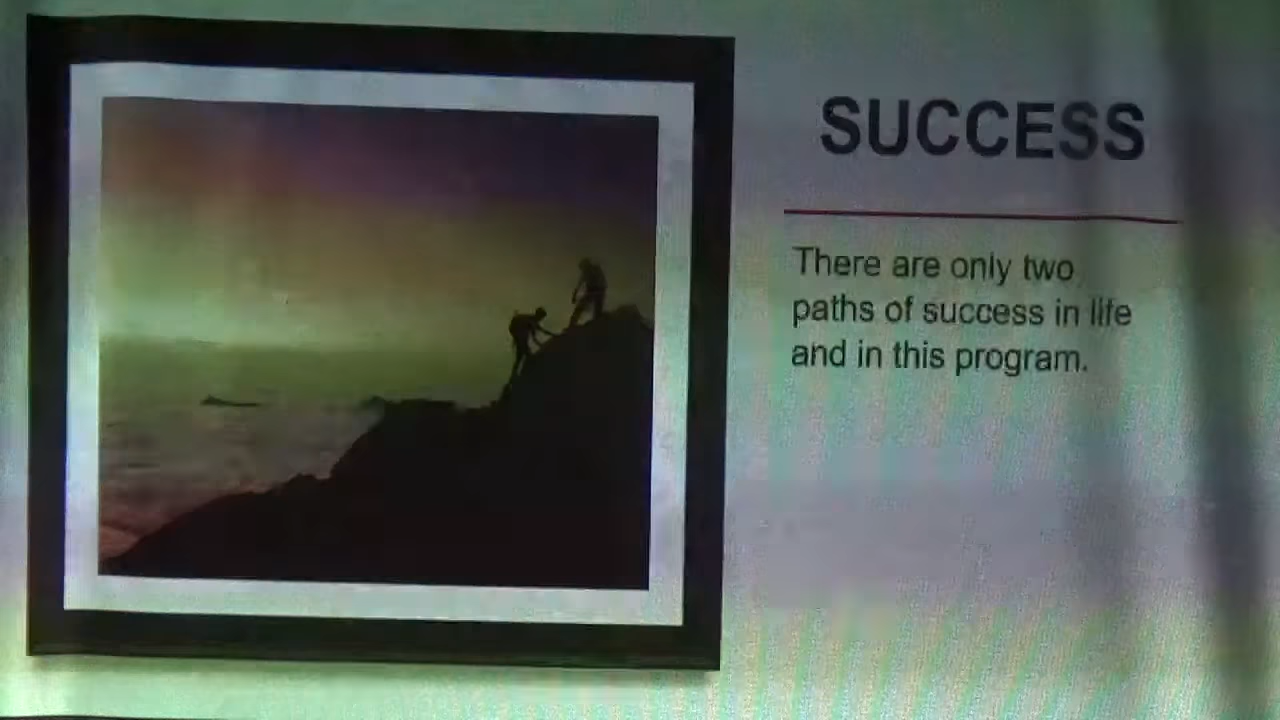 SUCCESS
There are only two
paths of success in life
and in this program.